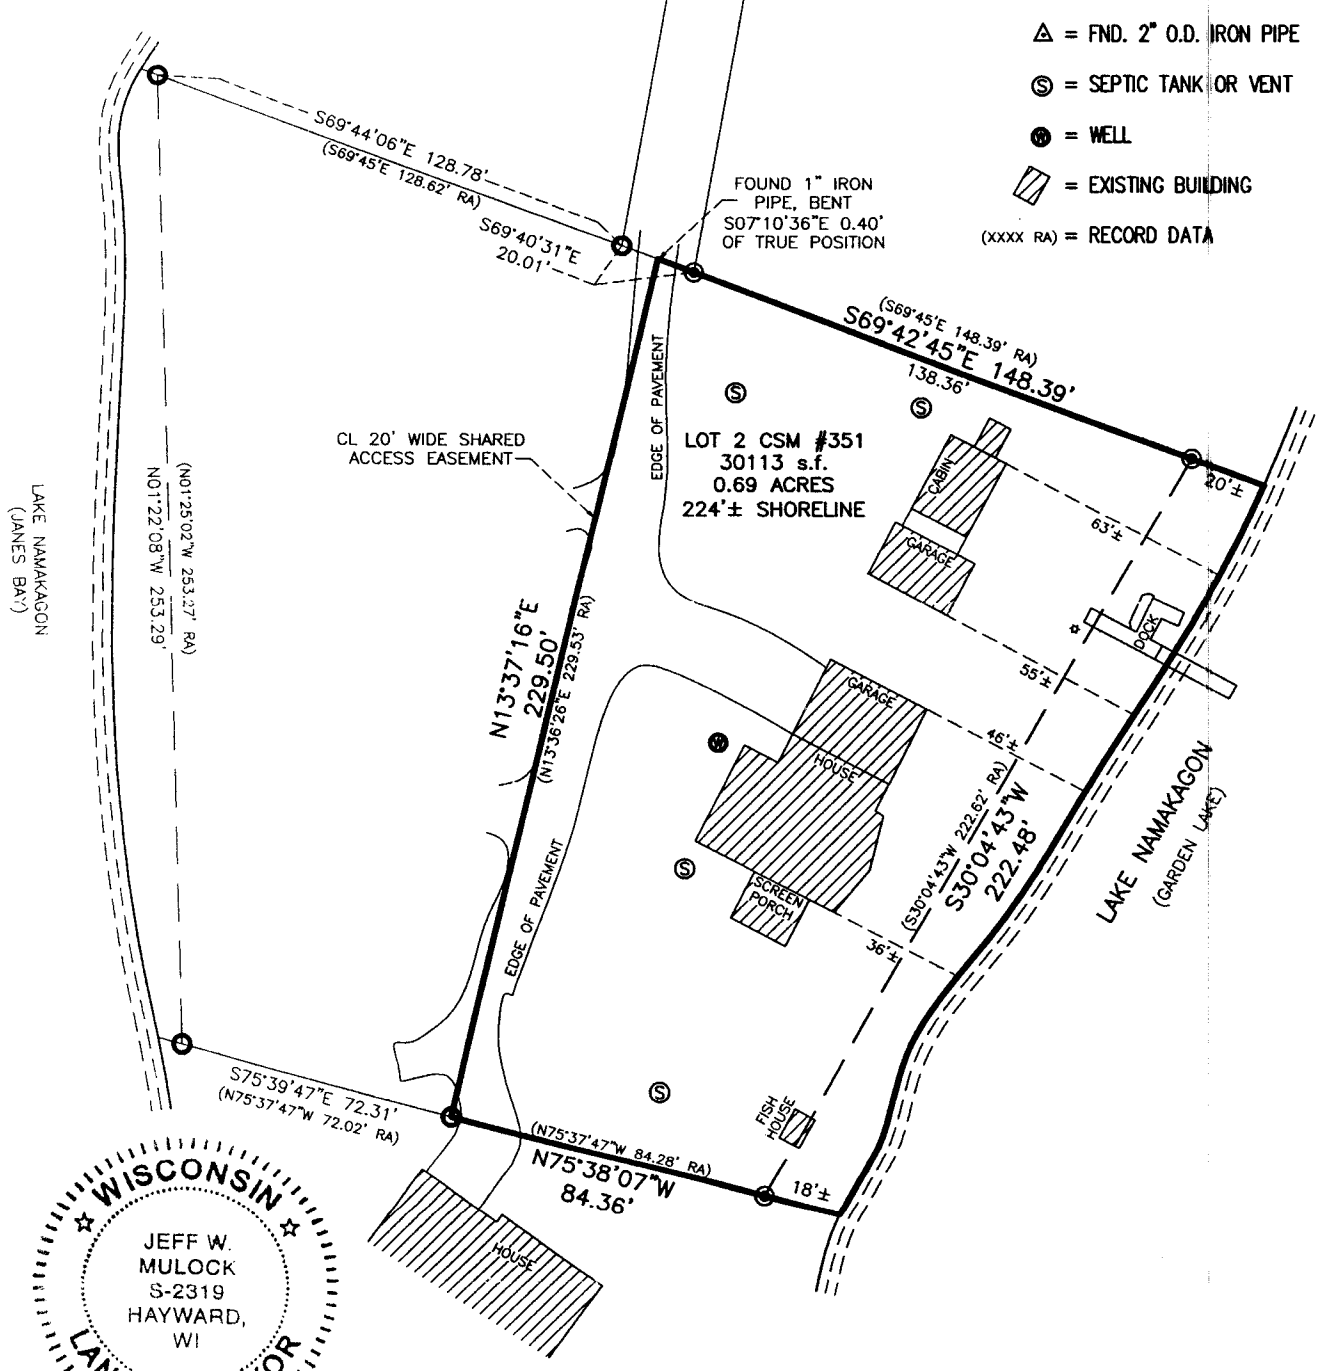 △ = FND. 2" O.D. IRON PIPE
Ⓢ = SEPTIC TANK OR VENT
Ⓦ = WELL
= EXISTING BUILDING
(XXXX RA) = RECORD DATA
S69°44'06"E 128.78'
(S69°45'E 128.62' RA)
S69°40'31"E
20.01'
FOUND 1" IRON
PIPE, BENT
S07°10'36"E 0.40'
OF TRUE POSITION
(S69°45'E 148.39' RA)
S69°42'45"E 148.39'
138.36'
20'±
EDGE OF PAVEMENT
CL 20' WIDE SHARED
ACCESS EASEMENT
LOT 2 CSM #351
30113 s.f.
0.69 ACRES
224'± SHORELINE
Ⓢ
Ⓢ
CABIN
GARAGE
63'±
55'±
DOCK
LAKE NAMAKAGON
(JANES BAY)
(N01°25'02"W 253.27' RA)
N01°22'08"W 253.29'
N13°37'16"E
229.50'
(N13°36'26"E 229.53' RA)
GARAGE
HOUSE
46'±
Ⓦ
(S30°04'43"W 222.62' RA)
S30°04'43"W
222.48'
LAKE NAMAKAGON
(GARDEN LAKE)
Ⓢ
SCREEN
PORCH
36'±
EDGE OF PAVEMENT
Ⓢ
FISH
HOUSE
S75°39'47"E 72.31'
(N75°37'47"W 72.02' RA)
(N75°37'47"W 84.28' RA)
N75°38'07"W
84.36'
18'±
HOUSE
WISCONSIN
JEFF W.
MULOCK
S-2319
HAYWARD,
WI